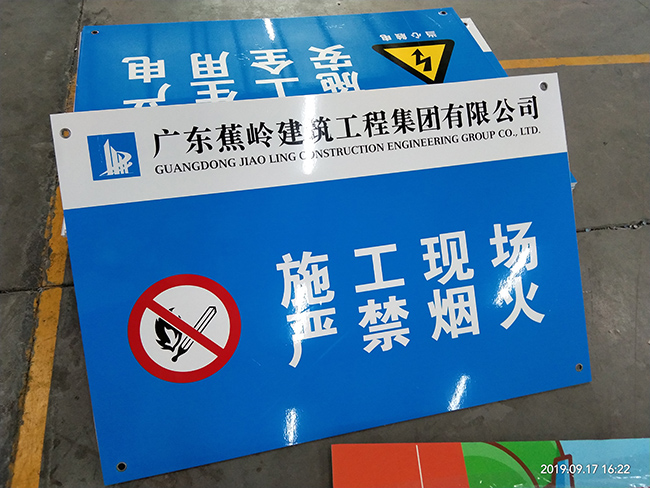 广东蕉岭建筑工程集团有限公司
GUANGDONG JIAO LING CONSTRUCTION ENGINEERING GROUP CO., LTD.
施工现场
严禁烟火
当心触电
安全用电
2019.09.17 16:22